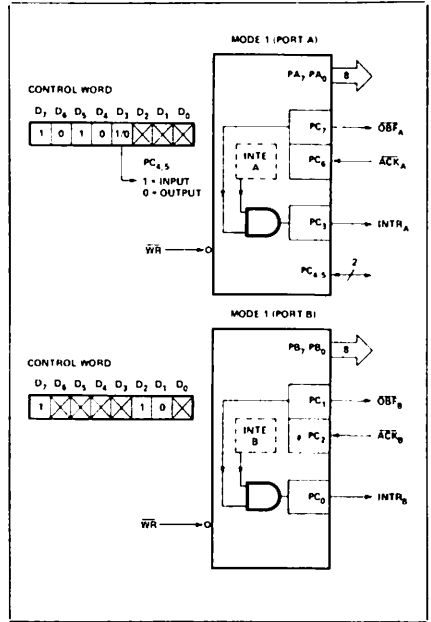 MODE 1 (PORT A)
PA7 PA0 8
CONTROL WORD
D7 D6 D5 D4 D3 D2 D1 D0
1 0 1 0 1/0
PC4,5
1 = INPUT
0 = OUTPUT
PC7 OBFA
INTE A
PC6 ACKA
PC3 INTRA
WR
PC4,5 2
MODE 1 (PORT B)
PB7 PB0 8
CONTROL WORD
D7 D6 D5 D4 D3 D2 D1 D0
1 1 0
PC1 OBFB
INTE B
PC2 ACKB
PC0 INTRB
WR